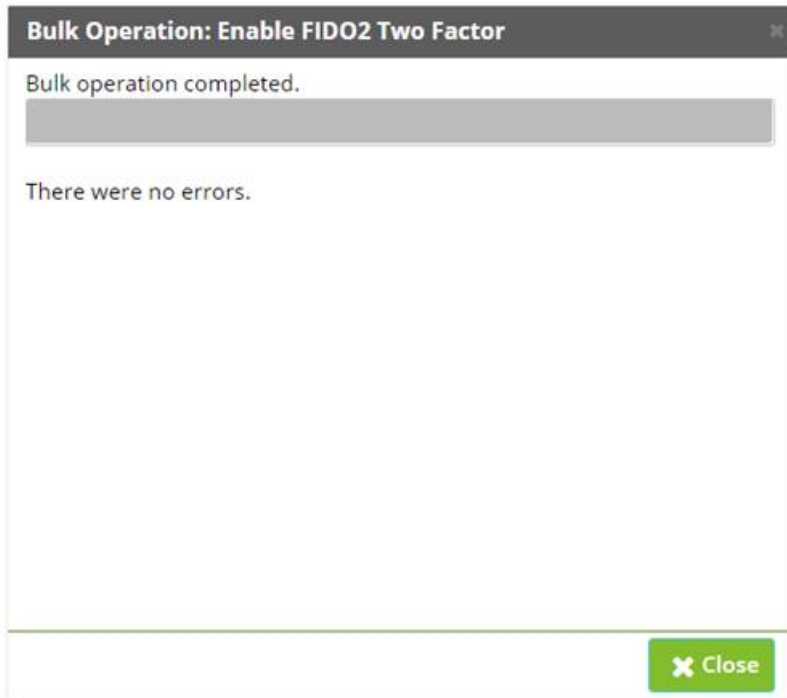 Bulk Operation: Enable FIDO2 Two Factor
Bulk operation completed.
There were no errors.
Close